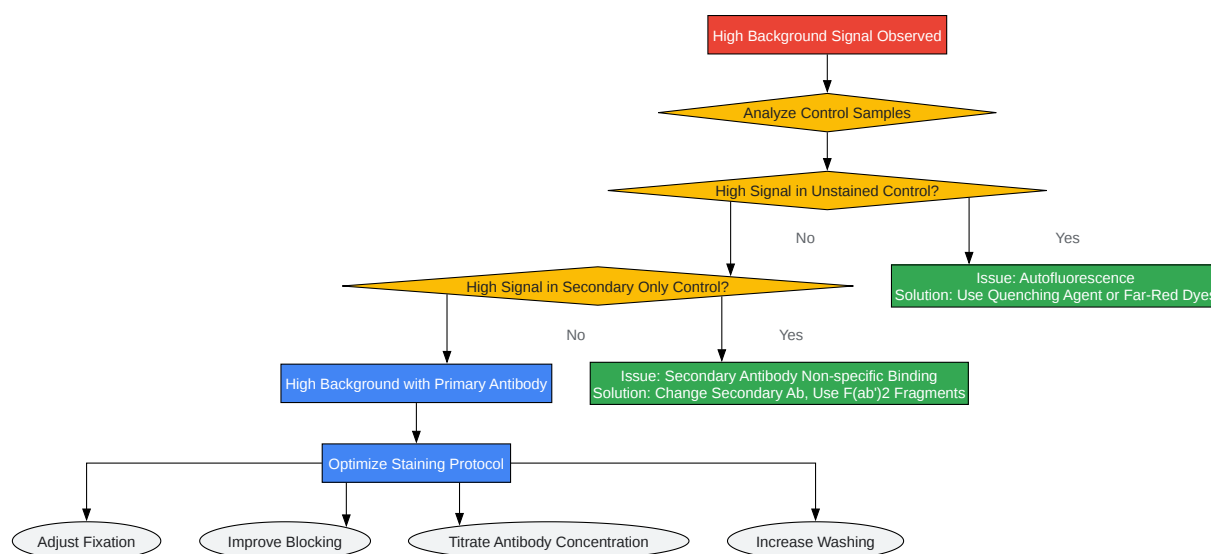 High Background Signal Observed
Analyze Control Samples
High Signal in Unstained Control?
No
Yes
Issue: Autofluorescence
Solution: Use Quenching Agent or Far-Red Dyes
High Signal in Secondary Only Control?
No
Yes
High Background with Primary Antibody
Issue: Secondary Antibody Non-specific Binding
Solution: Change Secondary Ab, Use F(ab')2 Fragments
Optimize Staining Protocol
Adjust Fixation
Improve Blocking
Titrate Antibody Concentration
Increase Washing